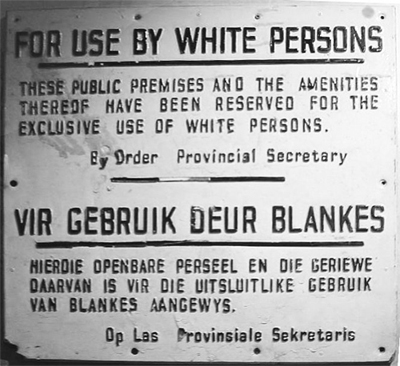 FOR USE BY WHITE PERSONS
THESE PUBLIC PREMISES AND THE AMENITIES
THEREOF HAVE BEEN RESERVED FOR THE
EXCLUSIVE USE OF WHITE PERSONS.
By Order Provincial Secretary
VIR GEBRUIK DEUR BLANKES
HIERDIE OPENBARE PERSEEL EN DIE GERIEWE
DAARVAN IS VIR DIE UITSLUITLIKE GEBRUIK
VAN BLANKES AANGEWYS.
Op Las Provinsiale Sekretaris